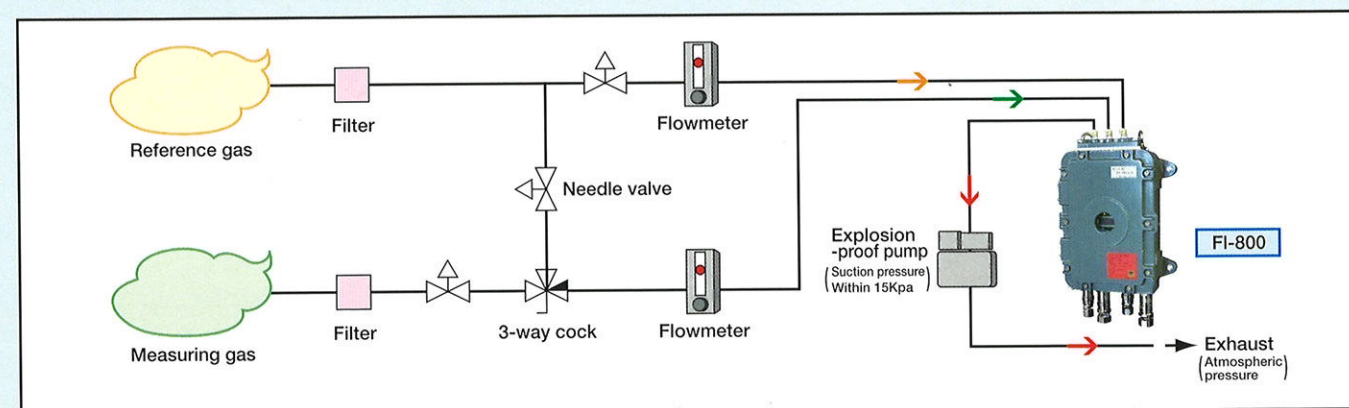 Reference gas
Filter
Flowmeter
Needle valve
Measuring gas
Filter
3-way cock
Flowmeter
Explosion
-proof pump
(Suction pressure
Within 15Kpa)
FI-800
Exhaust
(Atmospheric
pressure)